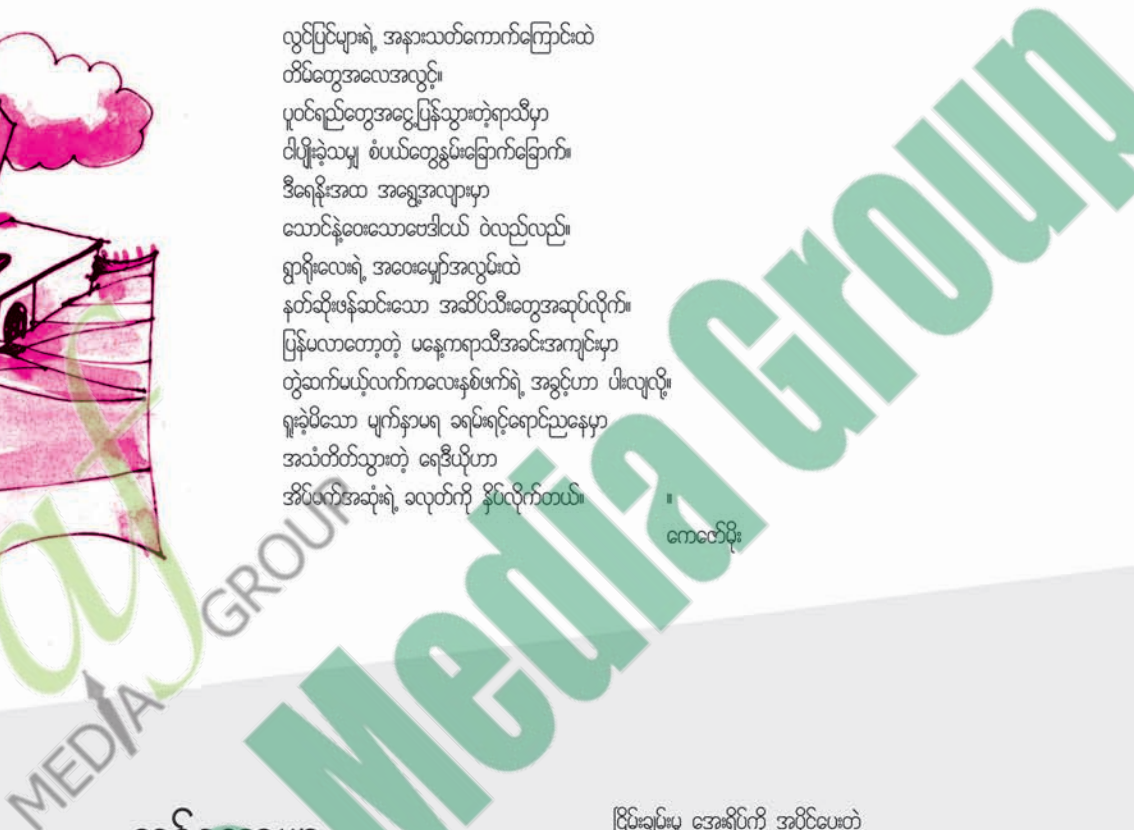 လွင်ပြင်များရဲ့ အနားသတ်ကောက်ကြောင်းထဲ
တိမ်တွေအလေအလွင့်။
ပူဝင်ရည်တွေအငွေ့ပြန်သွားတဲ့ရာသီမှာ
ငါပျိုးခဲ့သမျှ စံပယ်တွေနွမ်းခြောက်ခြောက်။
ဒီရေနိုးအထ အရွေ့အလျားမှာ
သောင်နဲ့ဝေးသောဗေဒါငယ် ဝဲလည်လည်။
ရွာရိုးလေးရဲ့ အဝေးမျှော်အလွမ်းထဲ
နတ်ဆိုးဖန်ဆင်းသော အဆိပ်သီးတွေအဆုပ်လိုက်။
ပြန်မလာတော့တဲ့ မနေ့ကရာသီအခင်းအကျင်းမှာ
တွဲဆက်မယ့်လက်ကလေးနှစ်ဖက်ရဲ့ အခွင့်ဟာ ပါးလျလို့။
ရူးခဲ့မိသော မျက်နှာမရ ခရမ်းရင့်ရောင်ညနေမှာ
အသံတိတ်သွားတဲ့ ရေဒီယိုဟာ
အိပ်မက်အဆုံးရဲ့ ခလုတ်ကို နှိပ်လိုက်တယ်။ ။
ကေဇော်မိုး
GROUP
MEDIA
Media Group
ငြိမ်းချမ်းမှု အေးရိပ်ကို အပိုင်ပေးတဲ့